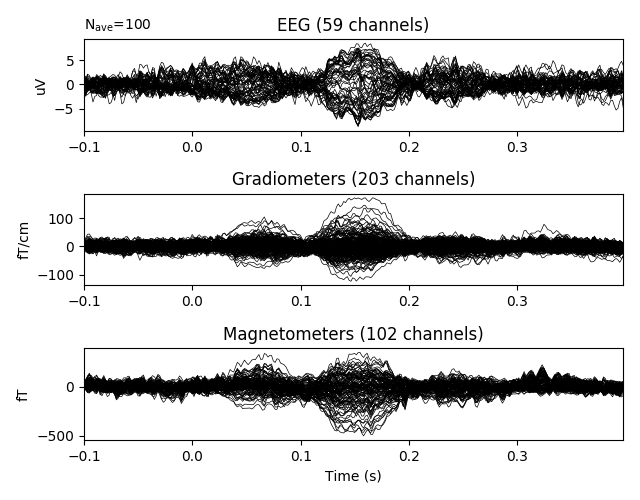 Nave=100
EEG (59 channels)
uV
5
0
−5
−0.1 0.0 0.1 0.2 0.3
Gradiometers (203 channels)
fT/cm
100
0
−100
−0.1 0.0 0.1 0.2 0.3
Magnetometers (102 channels)
fT
0
−500
−0.1 0.0 0.1 0.2 0.3
Time (s)